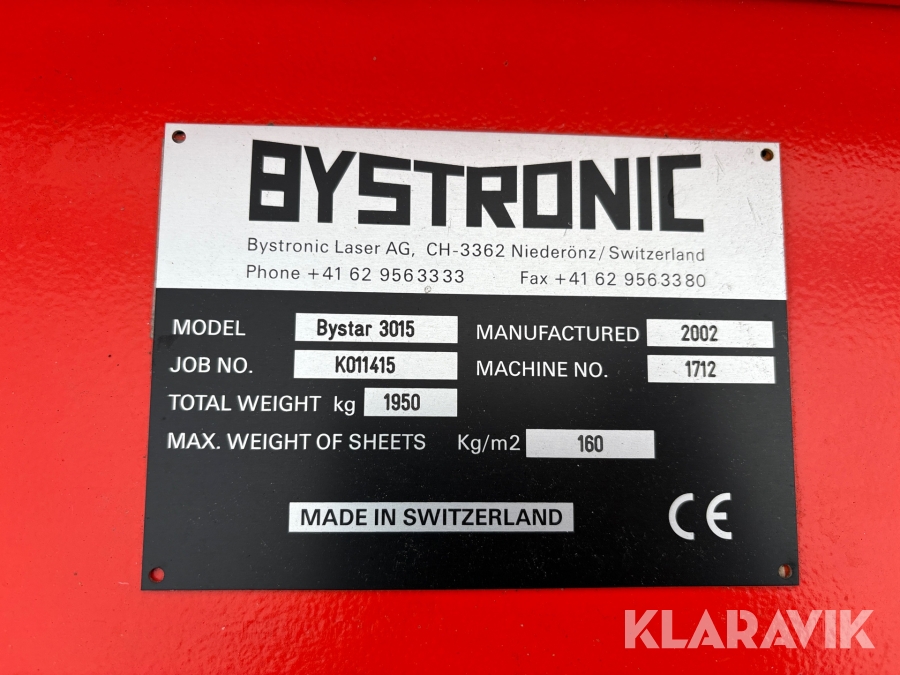 BYSTRONIC
Bystronic Laser AG, CH-3362 Niederönz/Switzerland
Phone +41 62 9563333 Fax +41 62 9563380
MODEL Bystar 3015 MANUFACTURED 2002
JOB NO. K011415 MACHINE NO. 1712
TOTAL WEIGHT kg 1950
MAX. WEIGHT OF SHEETS Kg/m2 160
MADE IN SWITZERLAND CE
KLARAVIK